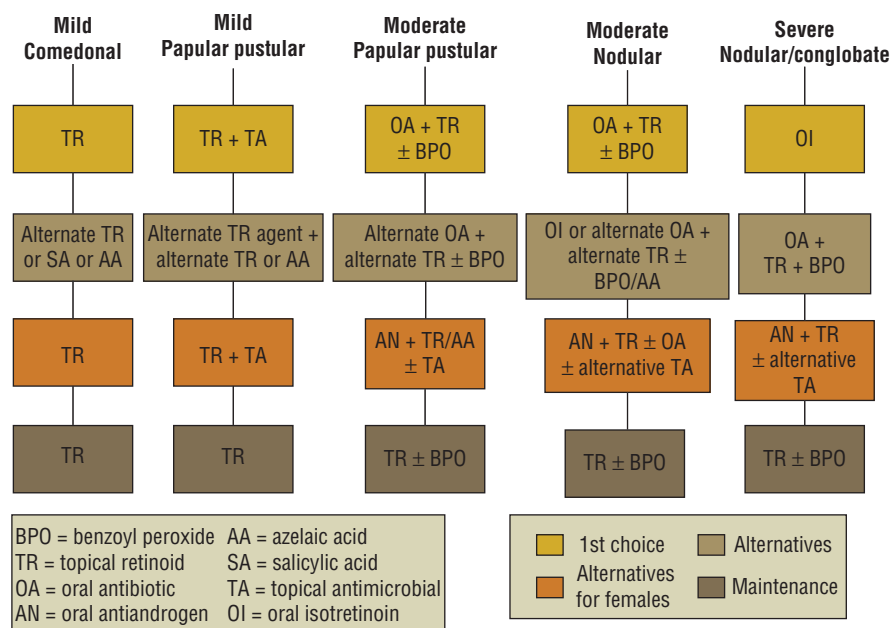 Mild
Comedonal
Mild
Papular pustular
Moderate
Papular pustular
Moderate
Nodular
Severe
Nodular/conglobate
TR
TR + TA
OA + TR
± BPO
OA + TR
± BPO
OI
Alternate TR
or SA or AA
Alternate TR agent +
alternate TR or AA
Alternate OA +
alternate TR ± BPO
OI or alternate OA +
alternate TR ±
BPO/AA
OA +
TR + BPO
TR
TR + TA
AN + TR/AA
± TA
AN + TR ± OA
± alternative TA
AN + TR
± alternative
TA
TR
TR
TR ± BPO
TR ± BPO
TR ± BPO
BPO = benzoyl peroxide
TR = topical retinoid
OA = oral antibiotic
AN = oral antiandrogen
AA = azelaic acid
SA = salicylic acid
TA = topical antimicrobial
OI = oral isotretinoin
1st choice
Alternatives
for females
Alternatives
Maintenance